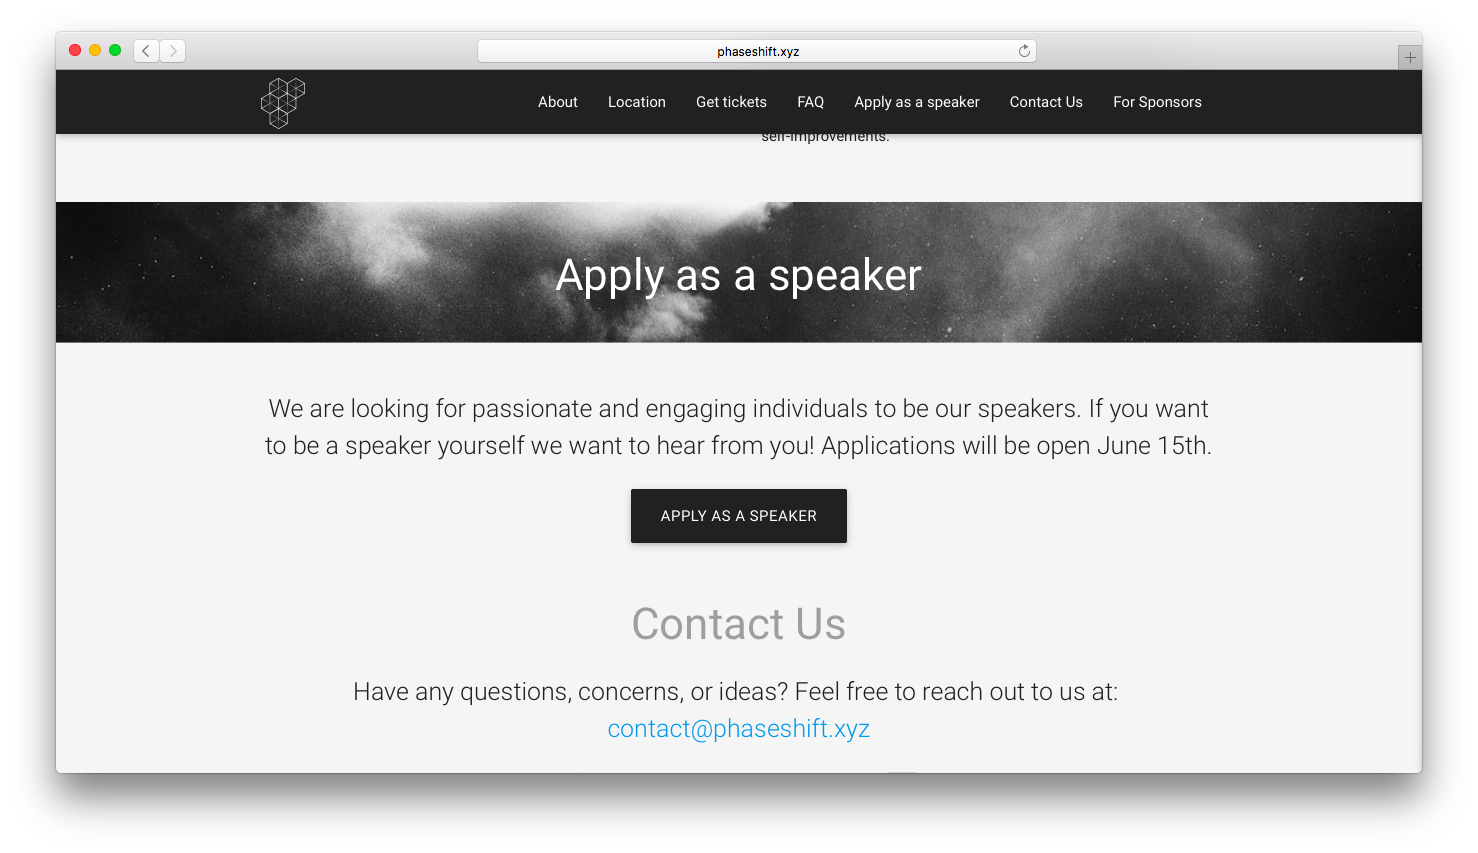 phaseshift.xyz
About
Location
Get tickets
FAQ
Apply as a speaker
Contact Us
For Sponsors
self-improvements.
Apply as a speaker
We are looking for passionate and engaging individuals to be our speakers. If you want
to be a speaker yourself we want to hear from you! Applications will be open June 15th.
APPLY AS A SPEAKER
Contact Us
Have any questions, concerns, or ideas? Feel free to reach out to us at:
contact@phaseshift.xyz